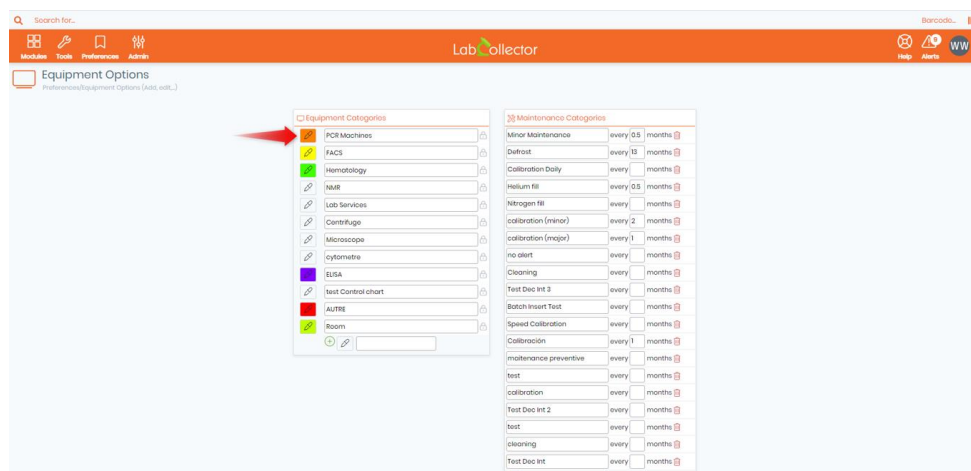 Search for...
Barcode...
Modules Tools Preferences Admin
LabCollector
Help Alerts
9
WW
Equipment Options
Preferences/Equipment Options (Add, edit,..)
Equipment Categories
PCR Machines
FACS
Hematology
NMR
Lab Services
Centrifuge
Microscope
cytometre
ELISA
test Control chart
AUTRE
Room
Maintenance Categories
Minor Maintenance every 0.5 months
Defrost every 13 months
Calibration Daily every months
Helium fill every 0.5 months
Nitrogen fill every months
calibration (minor) every 2 months
calibration (major) every 1 months
no alert every months
Cleaning every months
Test Dec Int 3 every months
Batch Insert Test every months
Speed Calibration every months
Calibración every 1 months
maitenance preventive every months
test every months
calibration every months
Test Dec Int 2 every months
test every months
cleaning every months
Test Dec Int every months